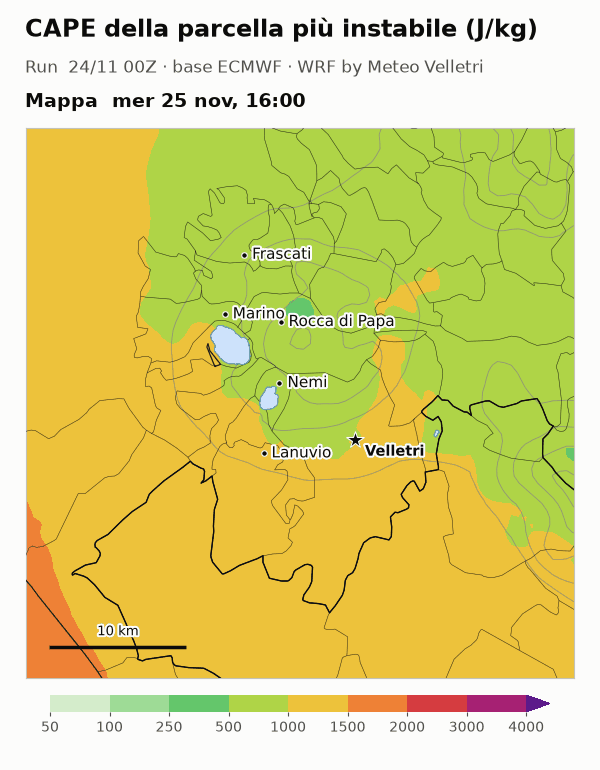 CAPE della parcella più instabile (J/kg)
Run  24/11 00Z · base ECMWF · WRF by Meteo Velletri
Mappa  mer 25 nov, 16:00
Frascati
Marino
Rocca di Papa
Nemi
Velletri
Lanuvio
10 km
50 100 250 500 1000 1500 2000 3000 4000